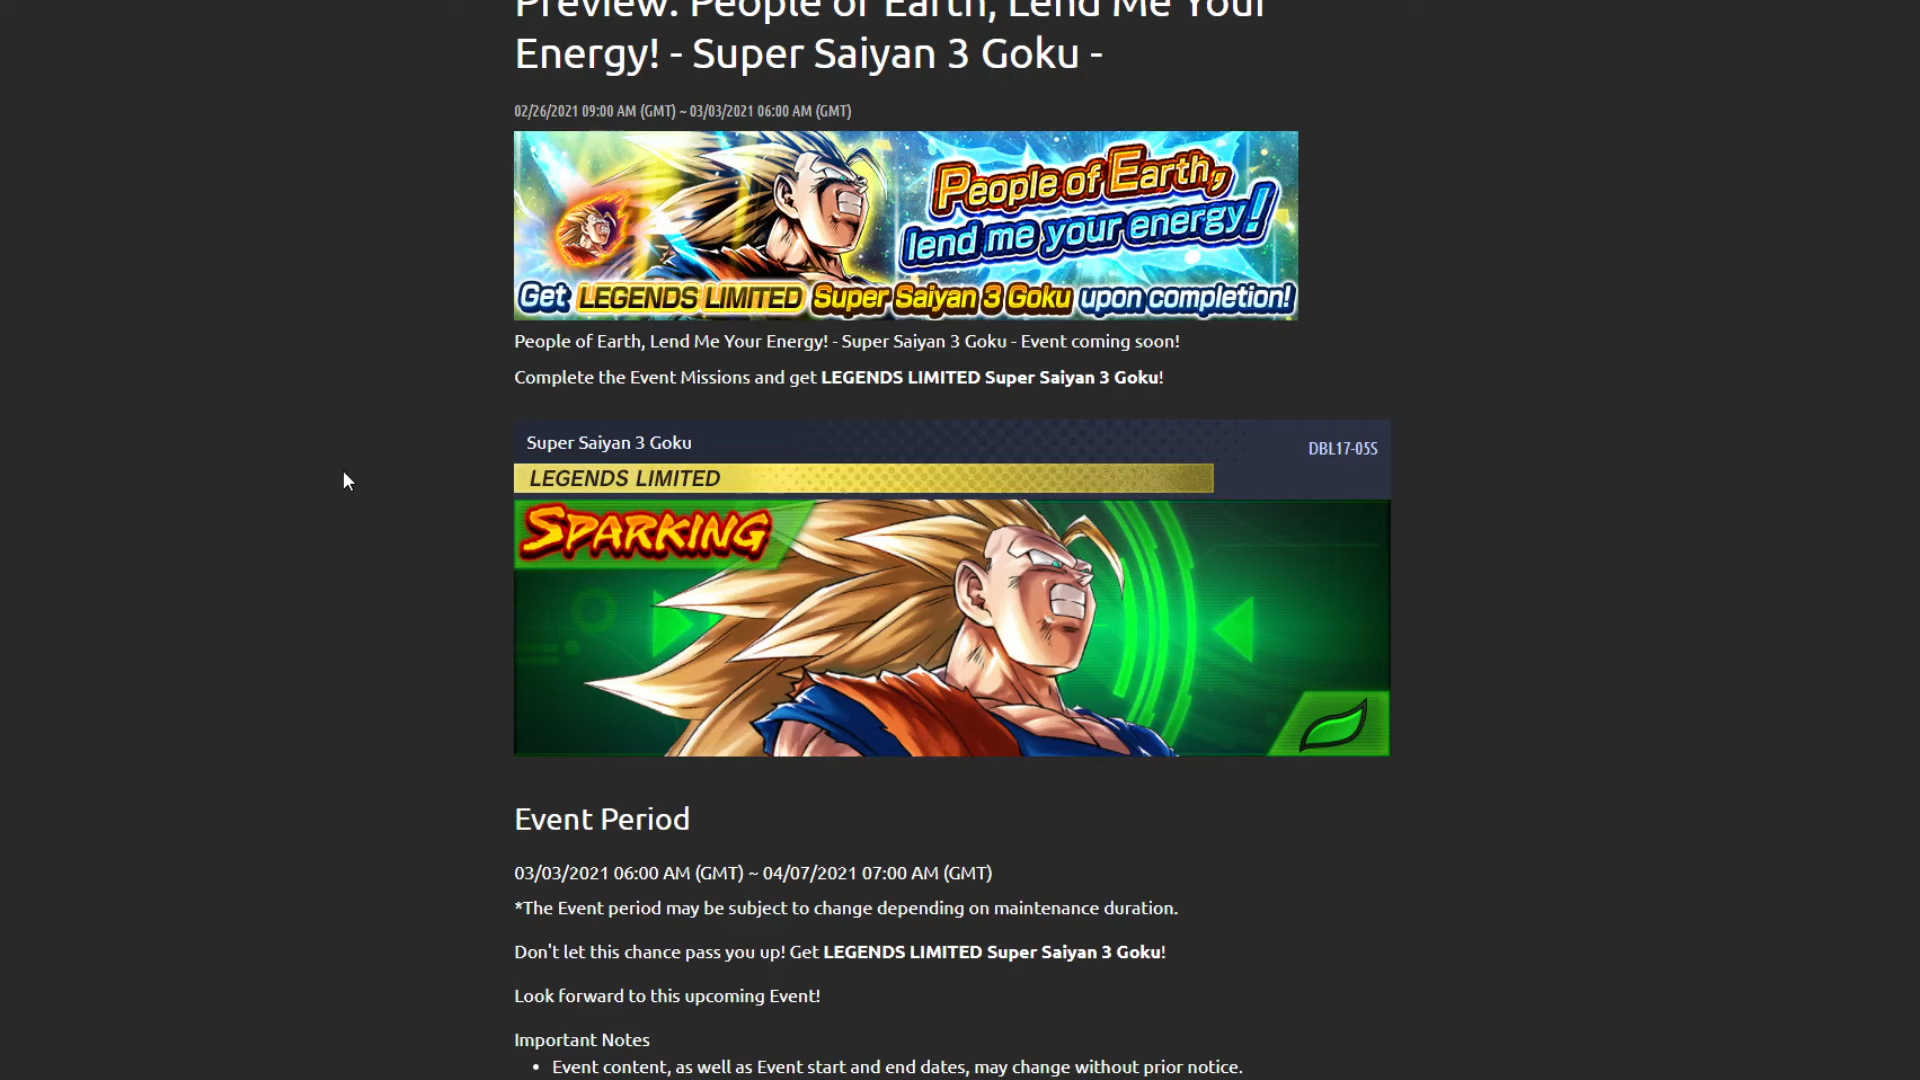 Preview: People of Earth, Lend Me Your
Energy! - Super Saiyan 3 Goku -
02/26/2021 09:00 AM (GMT) ~ 03/03/2021 06:00 AM (GMT)
People of Earth,
lend me your energy!
Get LEGENDS LIMITED Super Saiyan 3 Goku upon completion!
People of Earth, Lend Me Your Energy! - Super Saiyan 3 Goku - Event coming soon!
Complete the Event Missions and get LEGENDS LIMITED Super Saiyan 3 Goku!
Super Saiyan 3 Goku
DBL17-05S
LEGENDS LIMITED
SPARKING
Event Period
03/03/2021 06:00 AM (GMT) ~ 04/07/2021 07:00 AM (GMT)
*The Event period may be subject to change depending on maintenance duration.
Don't let this chance pass you up! Get LEGENDS LIMITED Super Saiyan 3 Goku!
Look forward to this upcoming Event!
Important Notes
• Event content, as well as Event start and end dates, may change without prior notice.